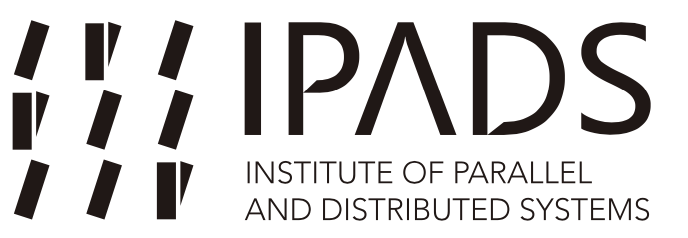 IPADS
INSTITUTE OF PARALLEL
AND DISTRIBUTED SYSTEMS